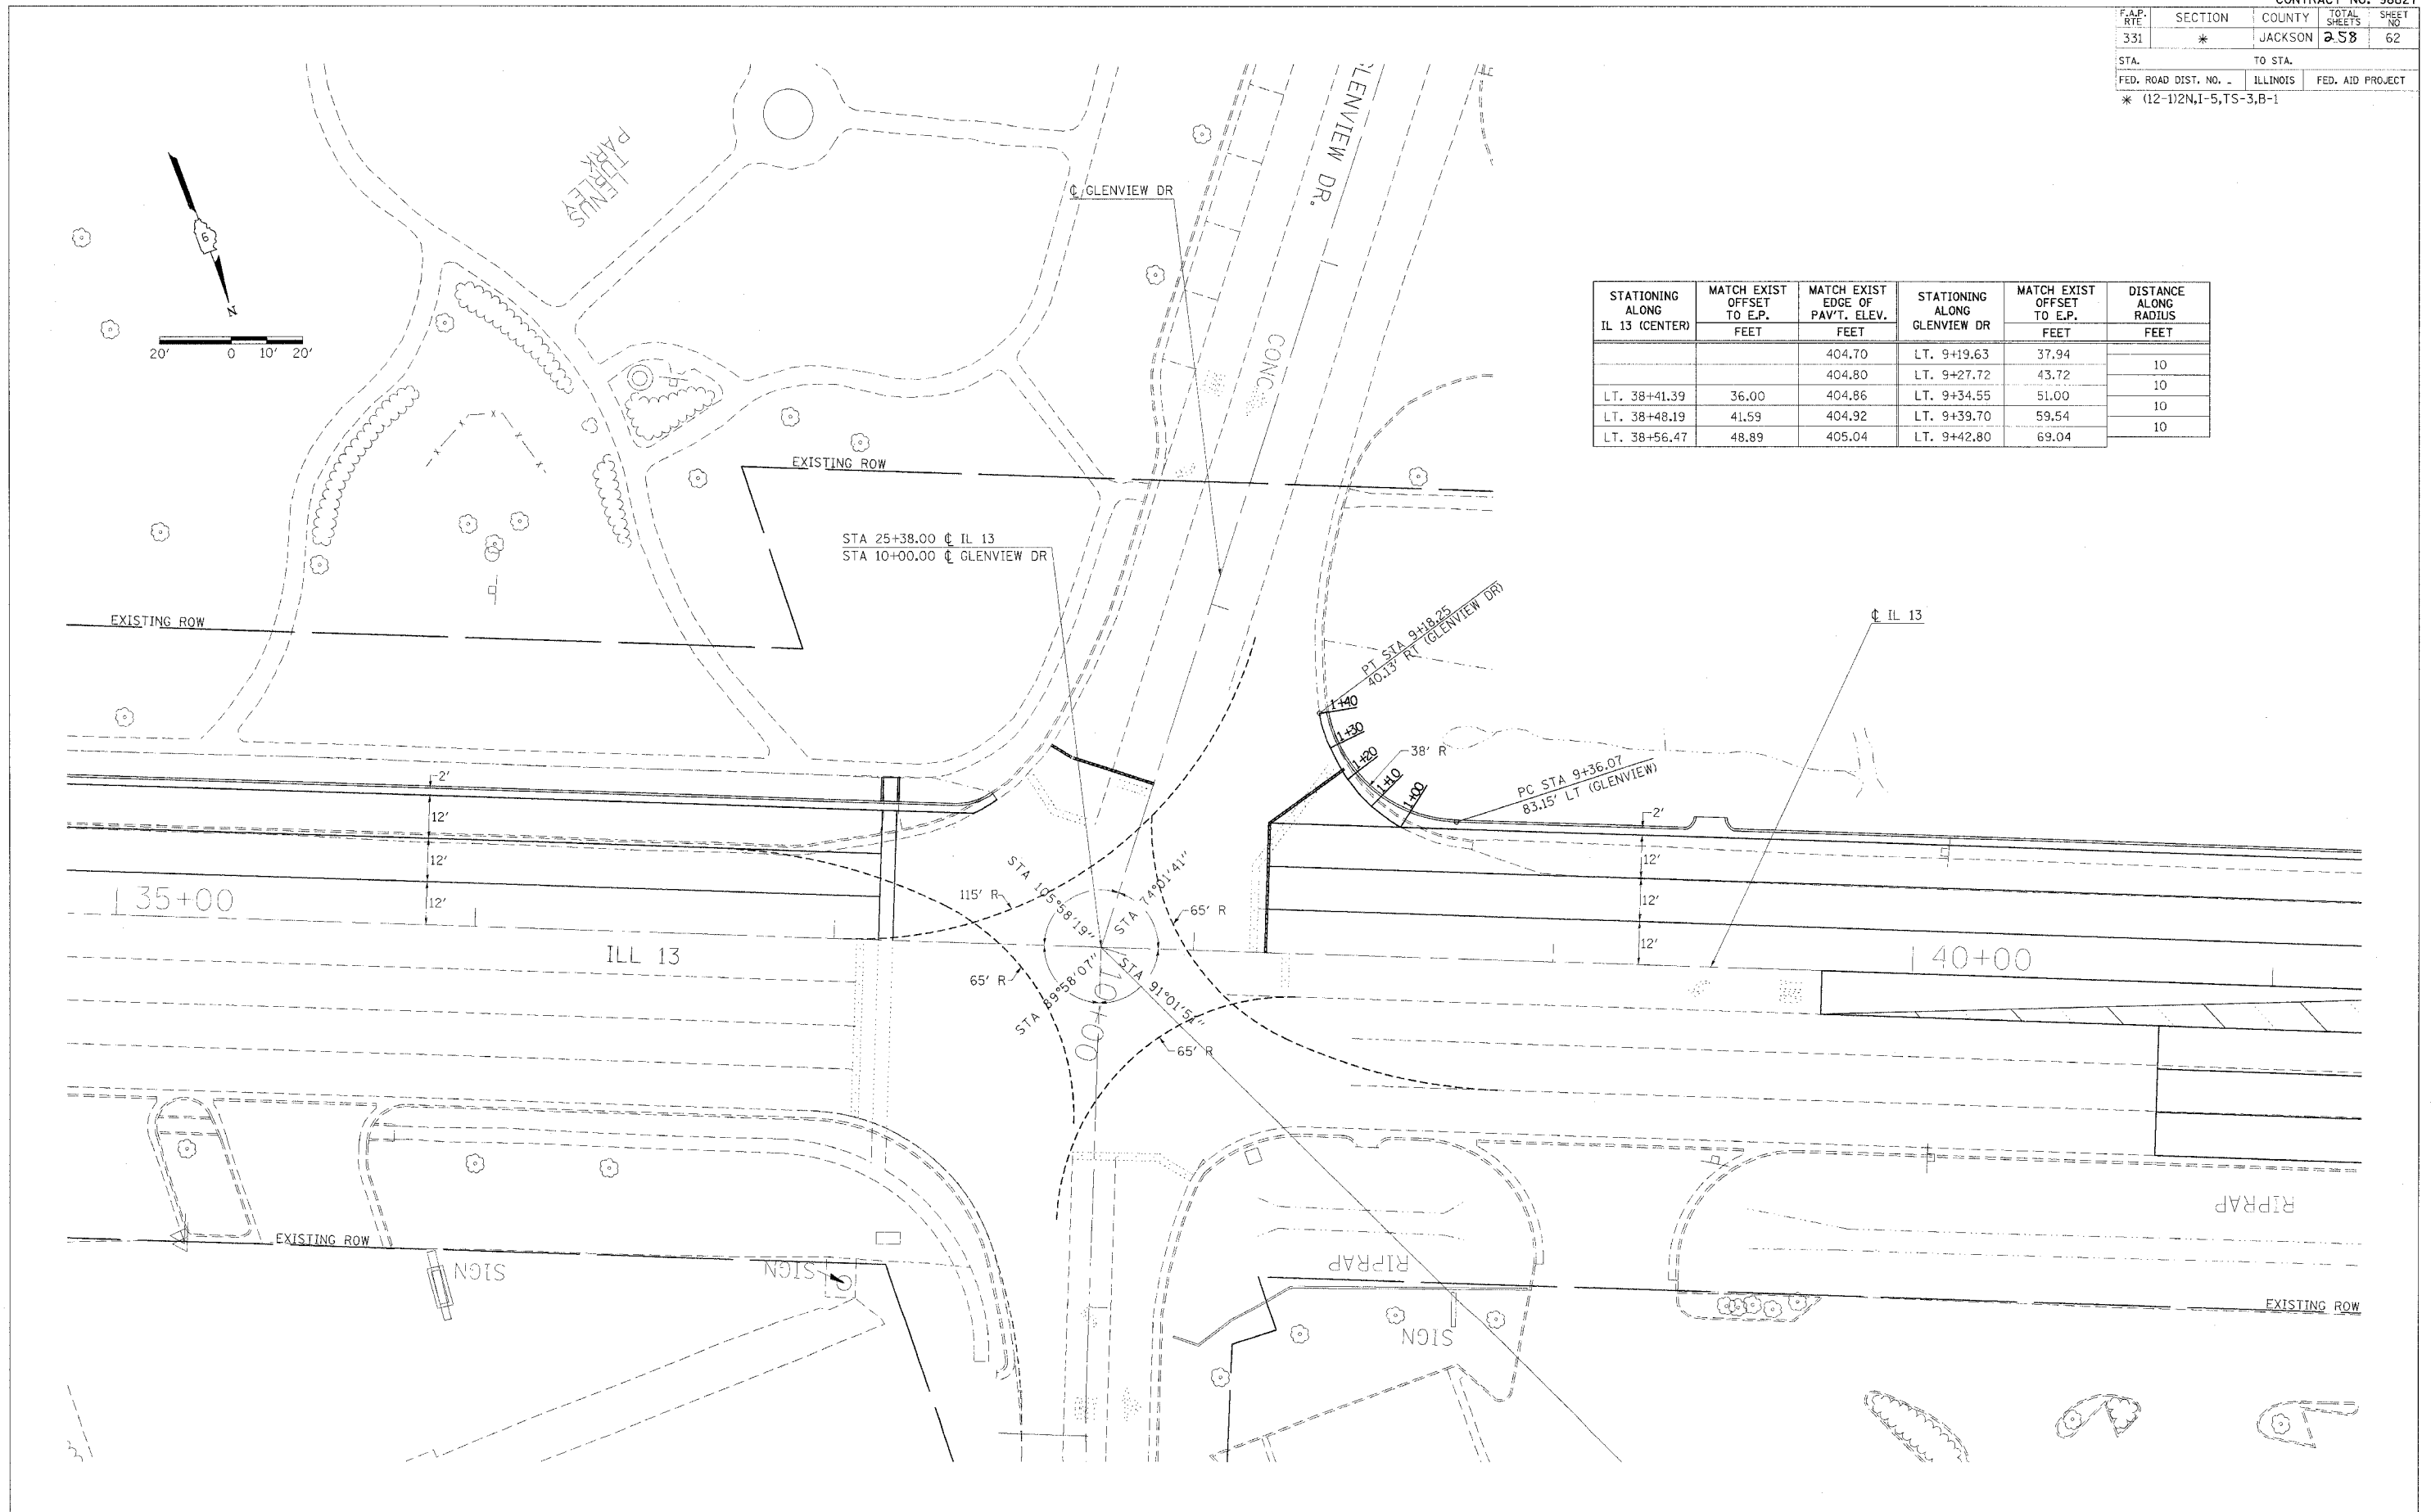 F.A.P. RTE SECTION COUNTY TOTAL SHEETS SHEET NO
331 * JACKSON 258 62
STA. TO STA.
FED. ROAD DIST. NO. _ ILLINOIS FED. AID PROJECT
* (12-1)2N,I-5,TS-3,B-1
LENUS
TURLEY
PARK
GLENVIEW DR.
℄ GLENVIEW DR
6
N
20' 0 10' 20'
CONC
STATIONING ALONG IL 13 (CENTER) MATCH EXIST OFFSET TO E.P. MATCH EXIST EDGE OF PAV'T. ELEV. STATIONING ALONG GLENVIEW DR MATCH EXIST OFFSET TO E.P. DISTANCE ALONG RADIUS
FEET FEET FEET FEET
404.70 LT. 9+19.63 37.94
10
404.80 LT. 9+27.72 43.72
10
LT. 38+41.39 36.00 404.86 LT. 9+34.55 51.00
10
LT. 38+48.19 41.59 404.92 LT. 9+39.70 59.54
10
LT. 38+56.47 48.89 405.04 LT. 9+42.80 69.04
EXISTING ROW
STA 25+38.00 ℄ IL 13
STA 10+00.00 ℄ GLENVIEW DR
EXISTING ROW
PT STA 9+18.25
40.13' RT (GLENVIEW DR)
℄ IL 13
1+40
1+30
1+20
1+10
1+00
38' R
PC STA 9+36.07
83.15' LT (GLENVIEW)
2'
12'
12'
12'
2'
12'
12'
12'
35+00
ILL 13
115' R
65' R
65' R
65' R
STA 105°58'19"
STA 74°01'41"
STA 89°58'07"
STA 91°01'51"
10+00
40+00
RIPRAP
RIPRAP
EXISTING ROW
SIGN
SIGN
SIGN
EXISTING ROW